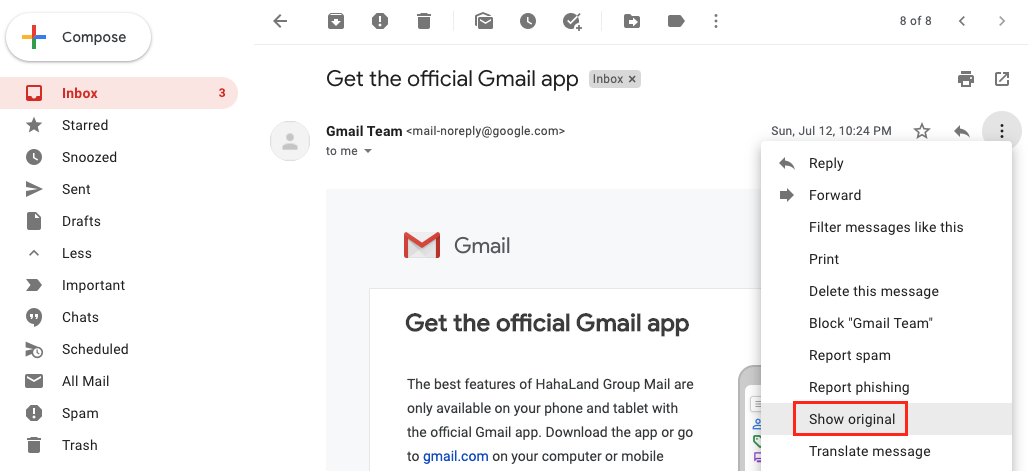 Compose
8 of 8
Inbox 3
Starred
Snoozed
Sent
Drafts
Less
Important
Chats
Scheduled
All Mail
Spam
Trash
Get the official Gmail app Inbox ×
Gmail Team <mail-noreply@google.com> Sun, Jul 12, 10:24 PM
to me
Gmail
Get the official Gmail app
The best features of HahaLand Group Mail are
only available on your phone and tablet with
the official Gmail app. Download the app or go
to gmail.com on your computer or mobile
Reply
Forward
Filter messages like this
Print
Delete this message
Block "Gmail Team"
Report spam
Report phishing
Show original
Translate message